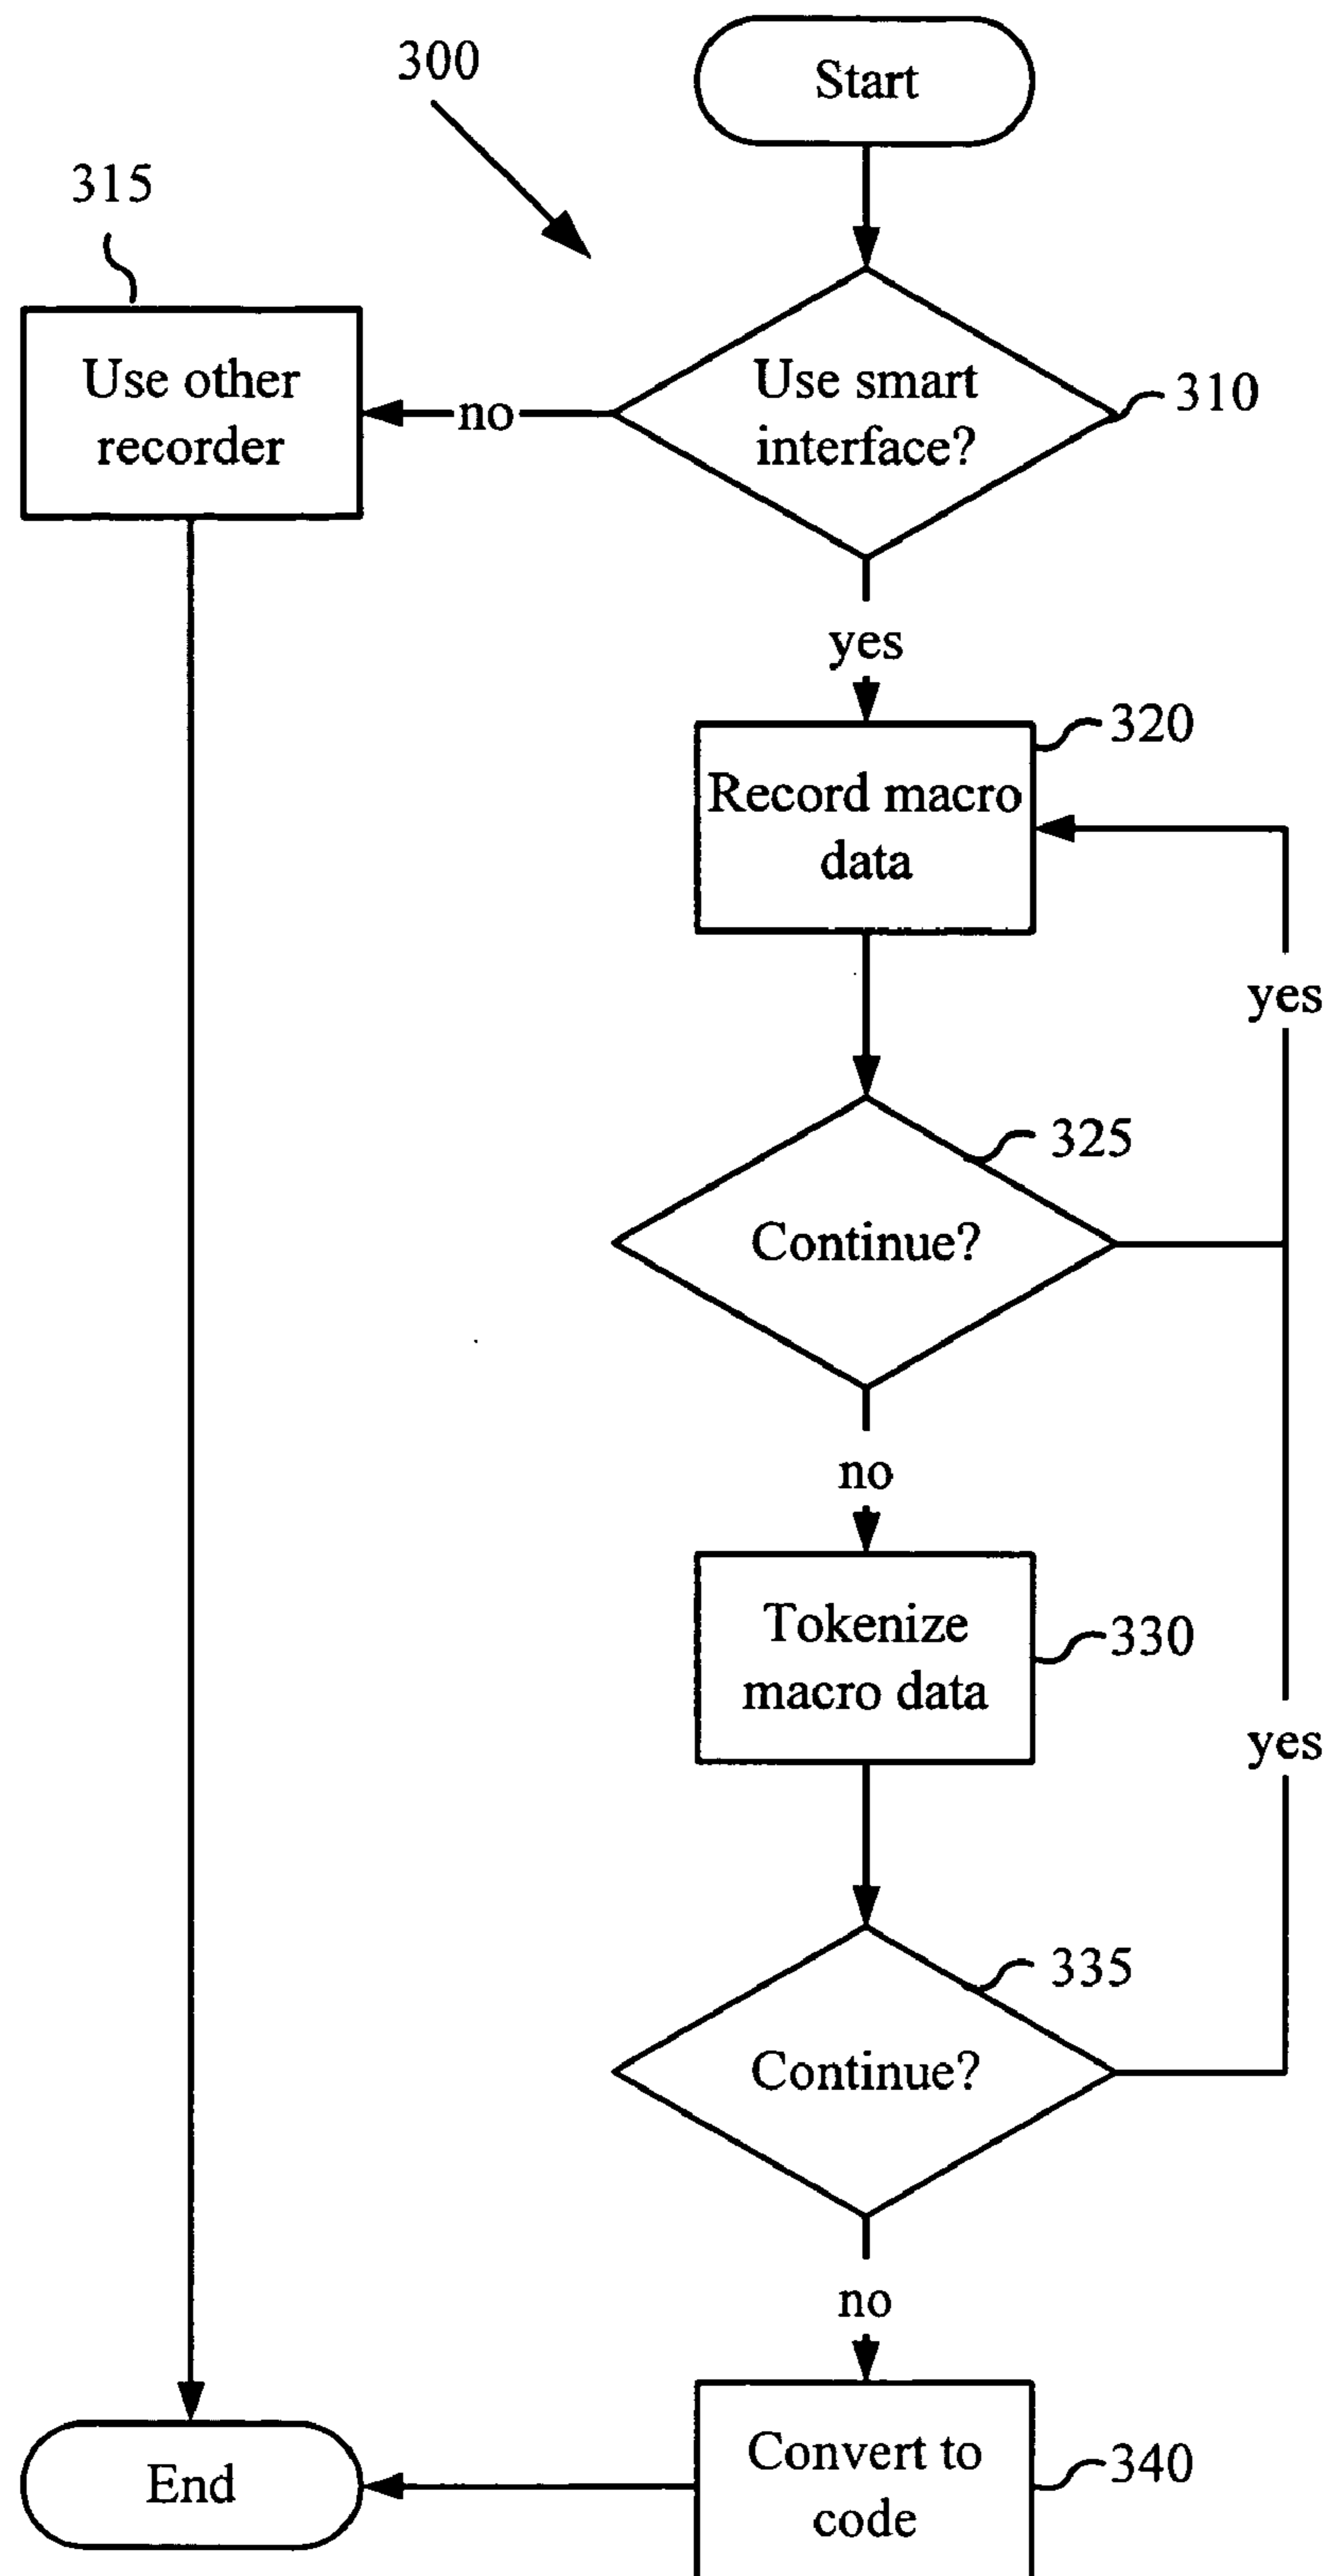 300
Start
315
Use other
recorder
no
Use smart
interface?
310
yes
320
Record macro
data
yes
325
Continue?
no
Tokenize
macro data
330
yes
335
Continue?
no
End
Convert to
code
340